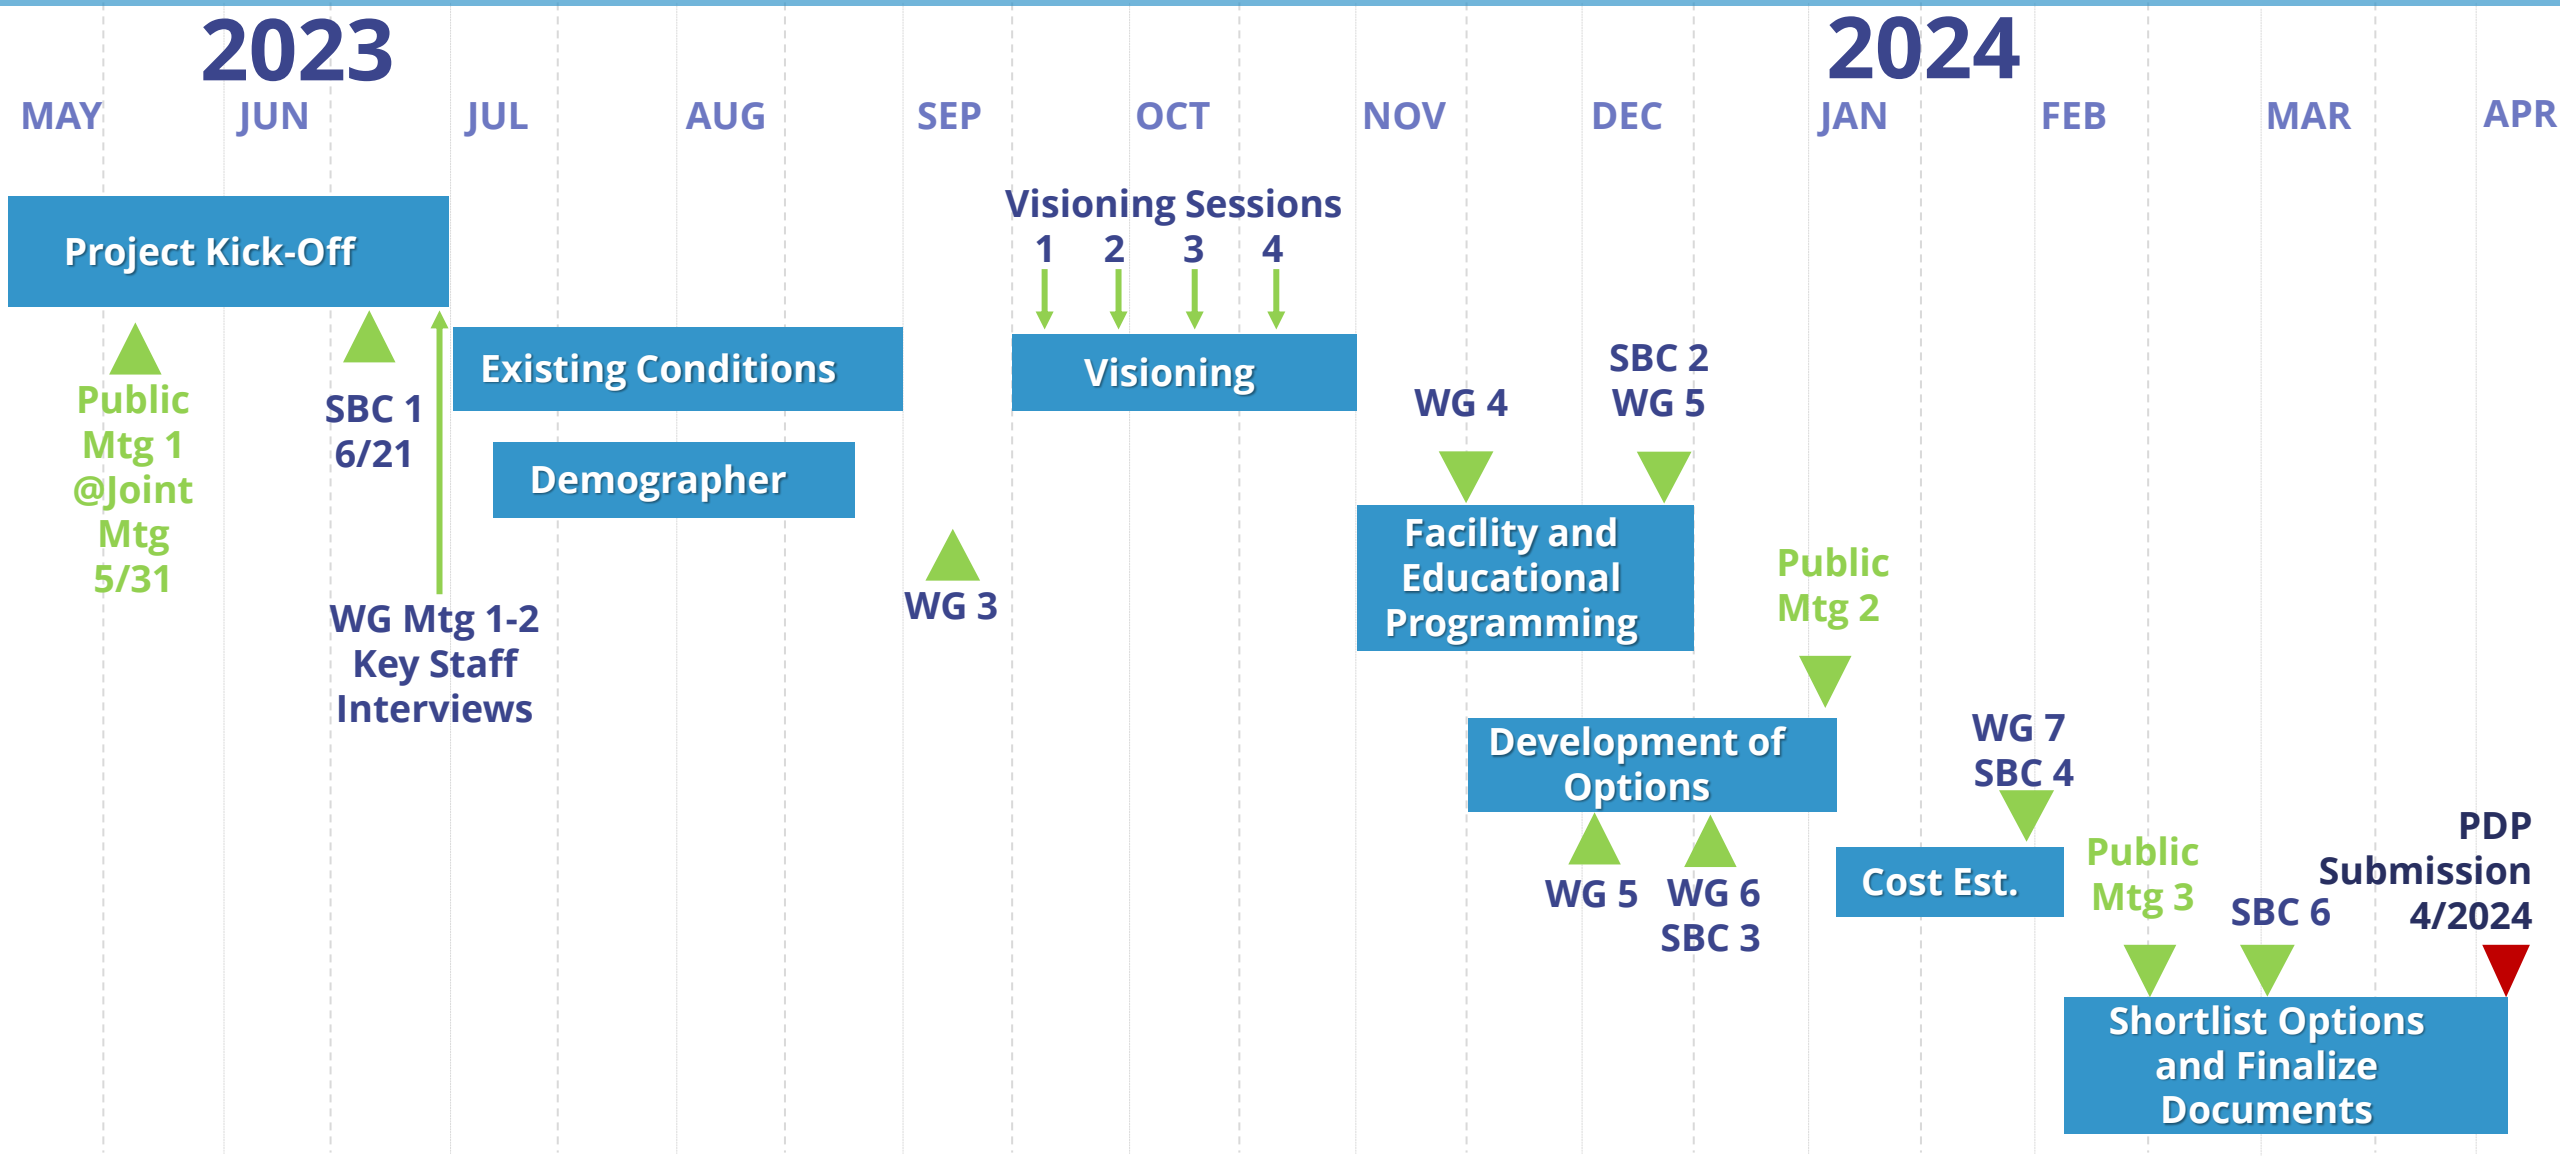 2023
2024
MAY
JUN
JUL
AUG
SEP
OCT
NOV
DEC
JAN
FEB
MAR
APR
Project Kick-Off
Public
Mtg 1
@Joint
Mtg
5/31
SBC 1
6/21
WG Mtg 1-2
Key Staff
Interviews
Existing Conditions
Demographer
WG 3
Visioning Sessions
1 2 3 4
Visioning
WG 4
SBC 2
WG 5
Facility and
Educational
Programming
Public
Mtg 2
Development of
Options
WG 5
WG 6
SBC 3
WG 7
SBC 4
Cost Est.
Public
Mtg 3
SBC 6
PDP
Submission
4/2024
Shortlist Options
and Finalize
Documents